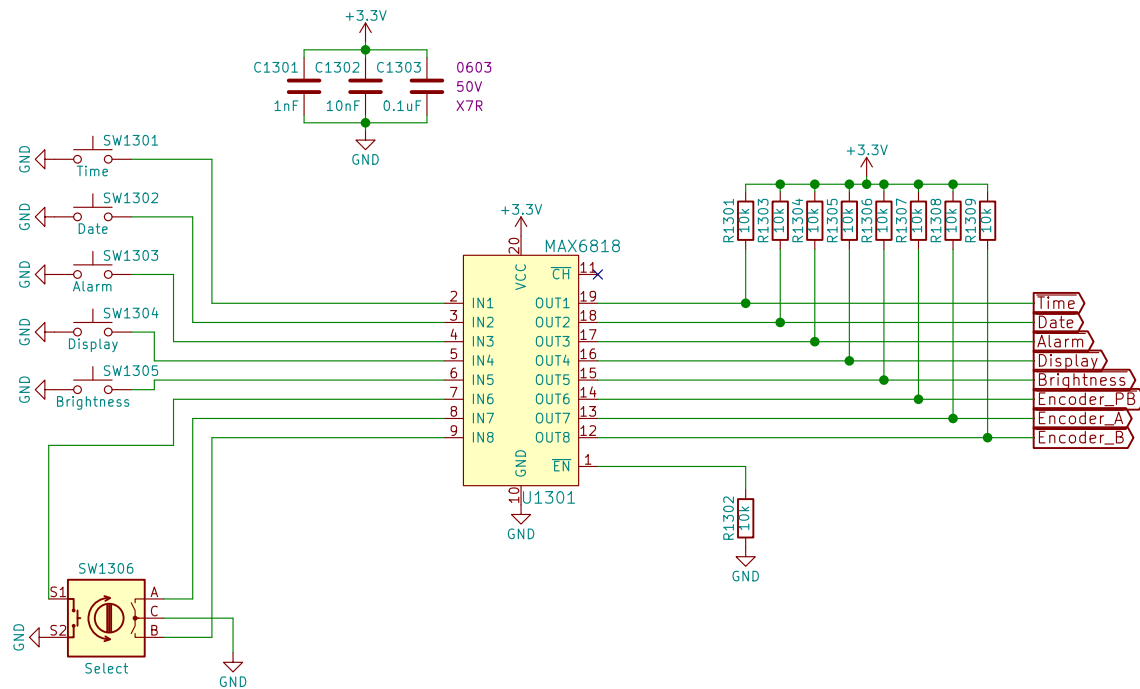 +3.3V
C1301 C1302 C1303 0603
50V
1nF 10nF 0.1uF X7R
GND
SW1301
GND
Time
SW1302
GND
Date
SW1303
GND
Alarm
SW1304
GND
Display
SW1305
GND
Brightness
+3.3V
MAX6818
20
VCC
CH 11
2 IN1 OUT1 19
3 IN2 OUT2 18
4 IN3 OUT3 17
5 IN4 OUT4 16
6 IN5 OUT5 15
7 IN6 OUT6 14
8 IN7 OUT7 13
9 IN8 OUT8 12
GND
EN 1
10
U1301
GND
+3.3V
R1301 10k
R1303 10k
R1304 10k
R1305 10k
R1306 10k
R1307 10k
R1308 10k
R1309 10k
Time
Date
Alarm
Display
Brightness
Encoder_PB
Encoder_A
Encoder_B
R1302 10k
GND
SW1306
S1 A
C
S2 B
GND
Select
GND